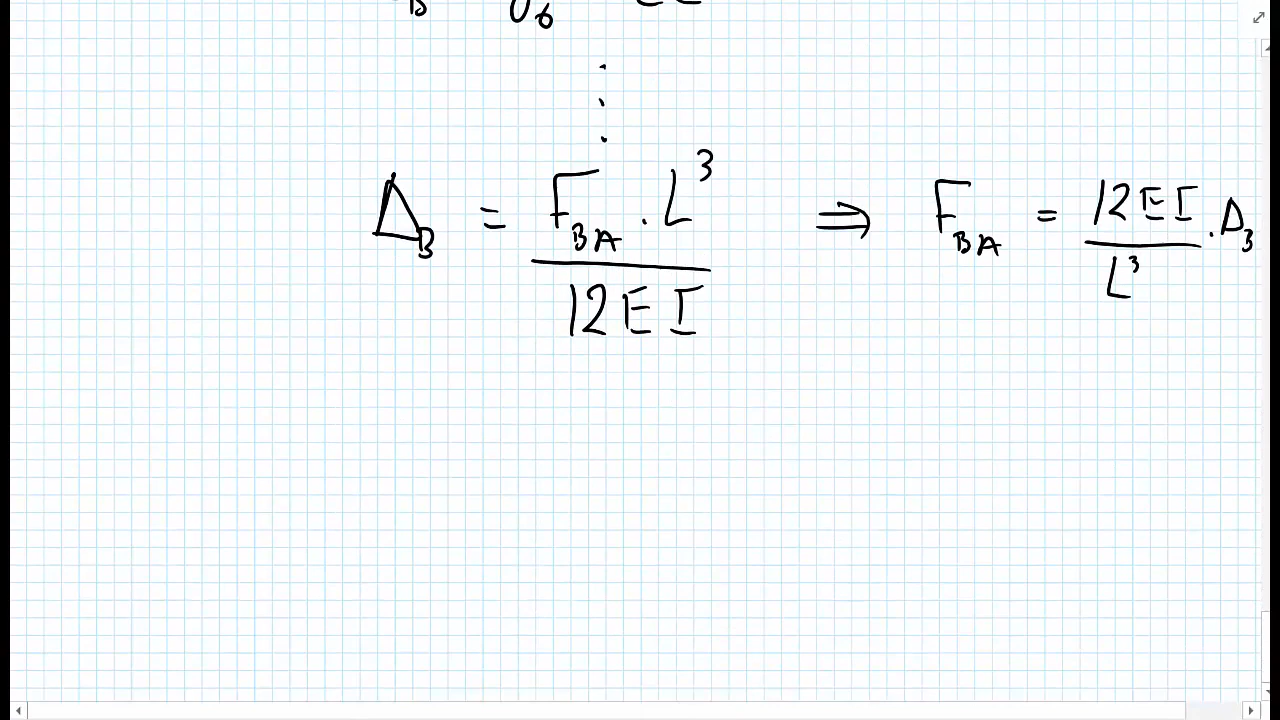 ⋮
Δ_B = F_BA . L^3 / 12EI ⇒ F_BA = 12EI / L^3 . Δ_B